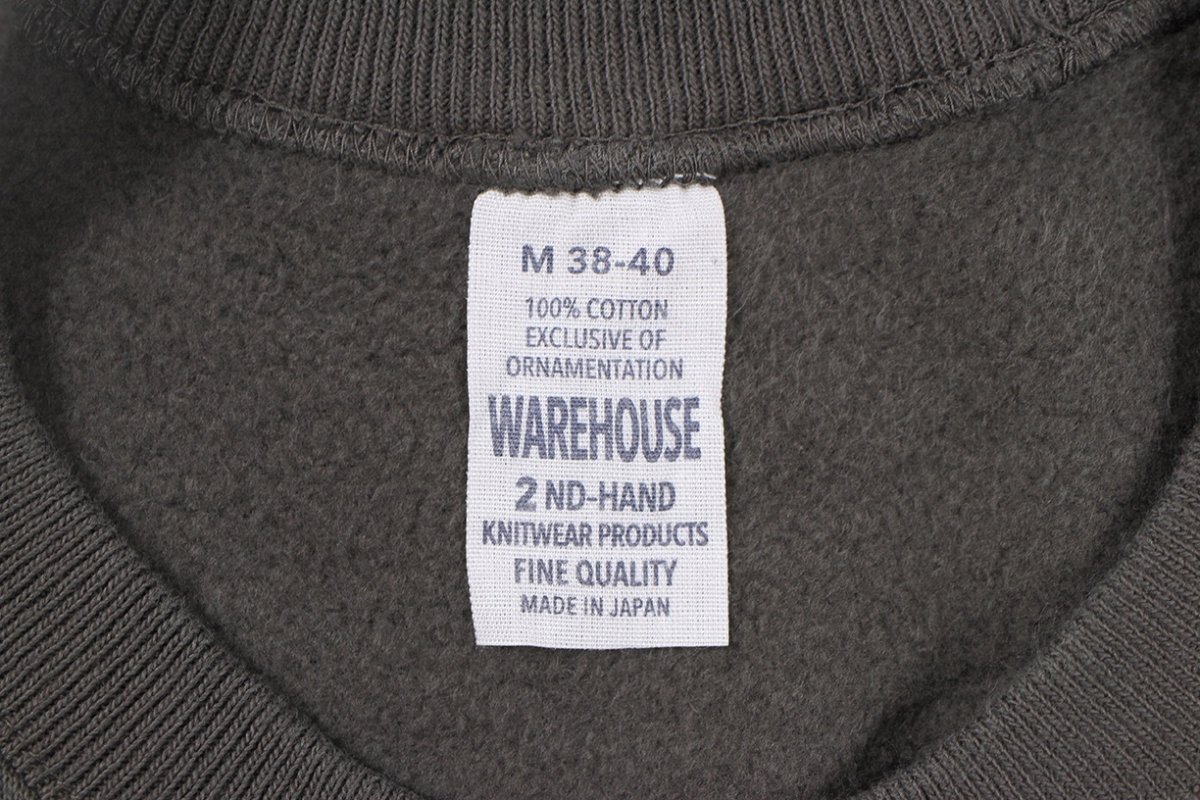 M 38-40
100% COTTON
EXCLUSIVE OF
ORNAMENTATION
WAREHOUSE
2 ND-HAND
KNITWEAR PRODUCTS
FINE QUALITY
MADE IN JAPAN